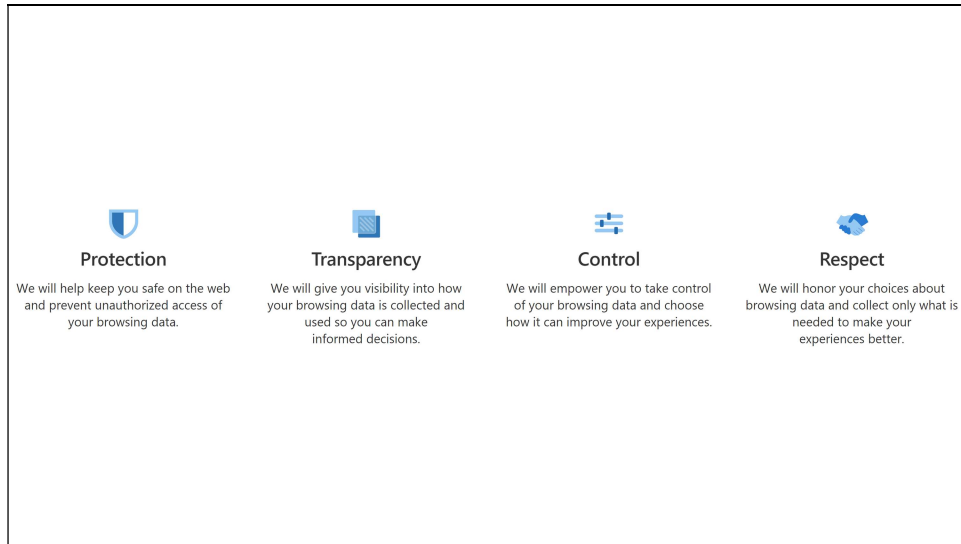 Protection
We will help keep you safe on the web
and prevent unauthorized access of
your browsing data.
Transparency
We will give you visibility into how
your browsing data is collected and
used so you can make
informed decisions.
Control
We will empower you to take control
of your browsing data and choose
how it can improve your experiences.
Respect
We will honor your choices about
browsing data and collect only what is
needed to make your
experiences better.